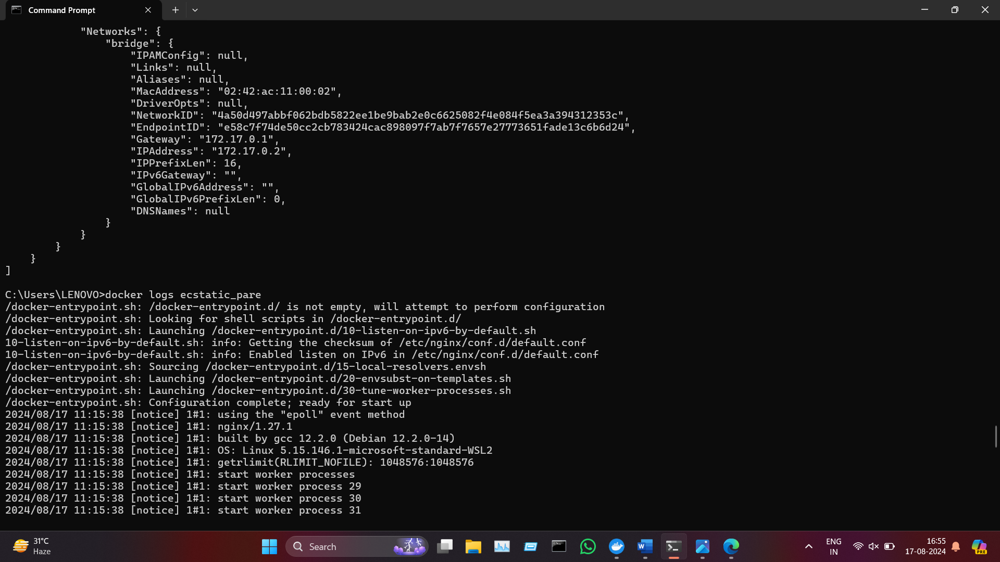 Command Prompt
"Networks": {
"bridge": {
"IPAMConfig": null,
"Links": null,
"Aliases": null,
"MacAddress": "02:42:ac:11:00:02",
"DriverOpts": null,
"NetworkID": "4a50d497abbf062bdb5822ee1be9bab2e0c6625082f4e084f5ea3a394312353c",
"EndpointID": "e58c7f74de50cc2cb783424cac898097f7ab7f7657e27773651fade13c6b6d24",
"Gateway": "172.17.0.1",
"IPAddress": "172.17.0.2",
"IPPrefixLen": 16,
"IPv6Gateway": "",
"GlobalIPv6Address": "",
"GlobalIPv6PrefixLen": 0,
"DNSNames": null
}
}
}
}
]
C:\Users\LENOVO>docker logs ecstatic_pare
/docker-entrypoint.sh: /docker-entrypoint.d/ is not empty, will attempt to perform configuration
/docker-entrypoint.sh: Looking for shell scripts in /docker-entrypoint.d/
/docker-entrypoint.sh: Launching /docker-entrypoint.d/10-listen-on-ipv6-by-default.sh
10-listen-on-ipv6-by-default.sh: info: Getting the checksum of /etc/nginx/conf.d/default.conf
10-listen-on-ipv6-by-default.sh: info: Enabled listen on IPv6 in /etc/nginx/conf.d/default.conf
/docker-entrypoint.sh: Sourcing /docker-entrypoint.d/15-local-resolvers.envsh
/docker-entrypoint.sh: Launching /docker-entrypoint.d/20-envsubst-on-templates.sh
/docker-entrypoint.sh: Launching /docker-entrypoint.d/30-tune-worker-processes.sh
/docker-entrypoint.sh: Configuration complete; ready for start up
2024/08/17 11:15:38 [notice] 1#1: using the "epoll" event method
2024/08/17 11:15:38 [notice] 1#1: nginx/1.27.1
2024/08/17 11:15:38 [notice] 1#1: built by gcc 12.2.0 (Debian 12.2.0-14)
2024/08/17 11:15:38 [notice] 1#1: OS: Linux 5.15.146.1-microsoft-standard-WSL2
2024/08/17 11:15:38 [notice] 1#1: getrlimit(RLIMIT_NOFILE): 1048576:1048576
2024/08/17 11:15:38 [notice] 1#1: start worker processes
2024/08/17 11:15:38 [notice] 1#1: start worker process 29
2024/08/17 11:15:38 [notice] 1#1: start worker process 30
2024/08/17 11:15:38 [notice] 1#1: start worker process 31
31°C
Haze
Search
W
ENG
IN
16:55
17-08-2024
PRE